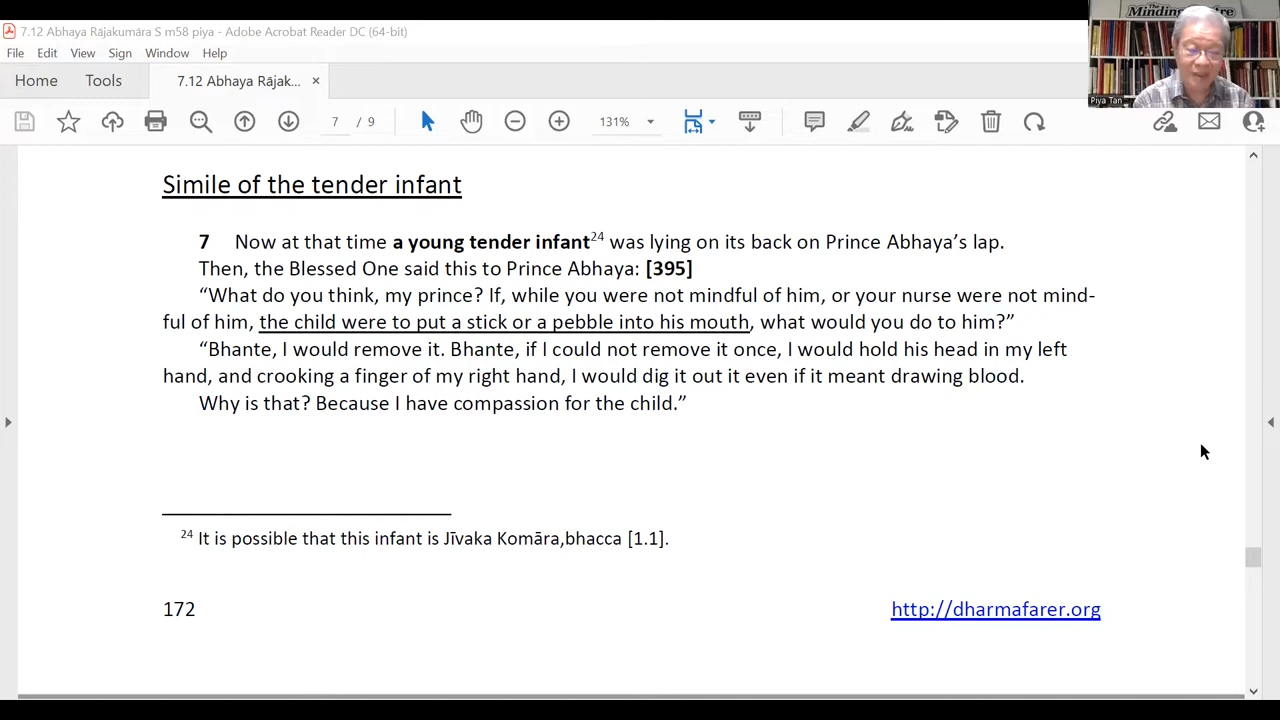 7.12 Abhaya Rājakumāra S m58 piya - Adobe Acrobat Reader DC (64-bit)
The Minding Centre
File Edit View Sign Window Help
Home Tools 7.12 Abhaya Rājak... ×
7 / 9 131%
Piya Tan
Simile of the tender infant
7 Now at that time a young tender infant24 was lying on its back on Prince Abhaya’s lap.
Then, the Blessed One said this to Prince Abhaya: [395]
“What do you think, my prince? If, while you were not mindful of him, or your nurse were not mind-
ful of him, the child were to put a stick or a pebble into his mouth, what would you do to him?”
“Bhante, I would remove it. Bhante, if I could not remove it once, I would hold his head in my left
hand, and crooking a finger of my right hand, I would dig it out it even if it meant drawing blood.
Why is that? Because I have compassion for the child.”
24 It is possible that this infant is Jīvaka Komāra,bhacca [1.1].
172 http://dharmafarer.org